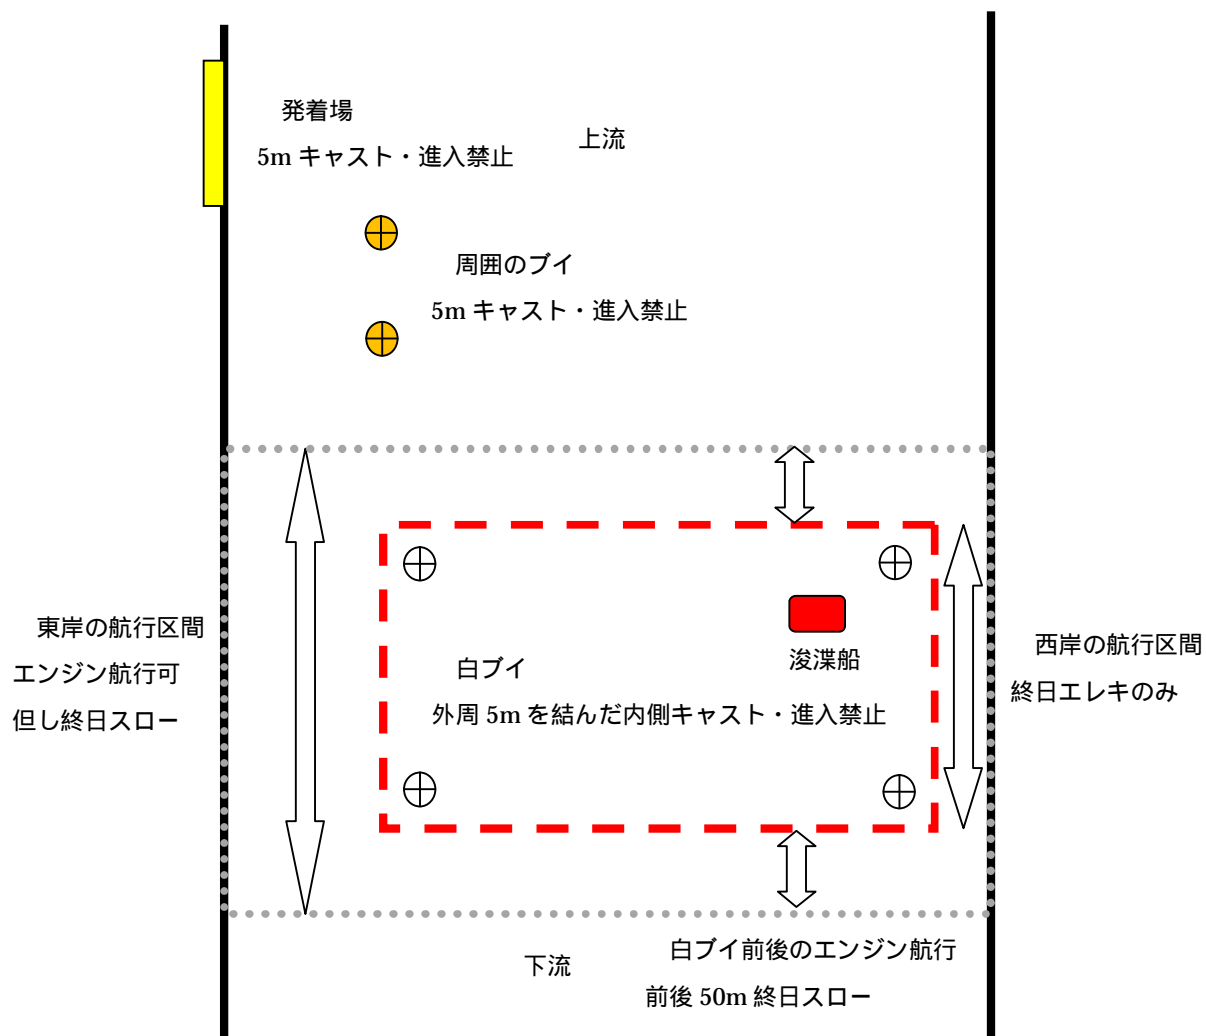 発着場
5m キャスト・進入禁止
上流
周囲のブイ
5m キャスト・進入禁止
東岸の航行区間
エンジン航行可
但し終日スロー
浚渫船
白ブイ
外周 5m を結んだ内側キャスト・進入禁止
西岸の航行区間
終日エレキのみ
下流
白ブイ前後のエンジン航行
前後 50m 終日スロー